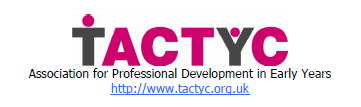 TACTYC
Association for Professional Development in Early Years
http://www.tactyc.org.uk